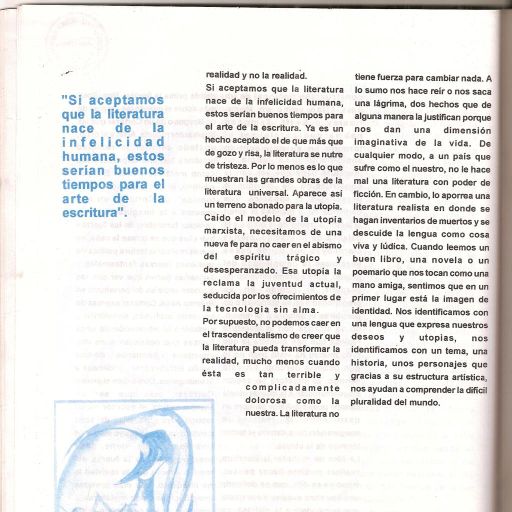 "Si aceptamos
que la literatura
nace de la
infelicidad
humana, estos
serían buenos
tiempos para el
arte de la
escritura".
realidad y no la realidad.
Si aceptamos que la literatura
nace de la infelicidad humana,
estos serían buenos tiempos para
el arte de la escritura. Ya es un
hecho aceptado el de que más que
de gozo y risa, la literatura se nutre
de tristeza. Por lo menos es lo que
muestran las grandes obras de la
literatura universal. Aparece así
un terreno abonado para la utopía.
Caído el modelo de la utopía
marxista, necesitamos de una
nueva fe para no caer en el abismo
del espíritu trágico y
desesperanzado. Esa utopía la
reclama la juventud actual,
seducida por los ofrecimientos de
la tecnología sin alma.
Por supuesto, no podemos caer en
el trascendentalismo de creer que
la literatura pueda transformar la
realidad, mucho menos cuando
ésta es tan terrible y
complicadamente
dolorosa como la
nuestra. La literatura no
tiene fuerza para cambiar nada. A
lo sumo nos hace reír o nos saca
una lágrima, dos hechos que de
alguna manera la justifican porque
nos dan una dimensión
imaginativa de la vida. De
cualquier modo, a un país que
sufre como el nuestro, no le hace
mal una literatura con poder de
ficción. En cambio, lo aporrea una
literatura realista en donde se
hagan inventarios de muertos y se
descuide la lengua como cosa
viva y lúdica. Cuando leemos un
buen libro, una novela o un
poemario que nos tocan como una
mano amiga, sentimos que en un
primer lugar está la imagen de
identidad. Nos identificamos con
una lengua que expresa nuestros
deseos y utopías, nos
identificamos con un tema, una
historia, unos personajes que
gracias a su estructura artística,
nos ayudan a comprender la difícil
pluralidad del mundo.